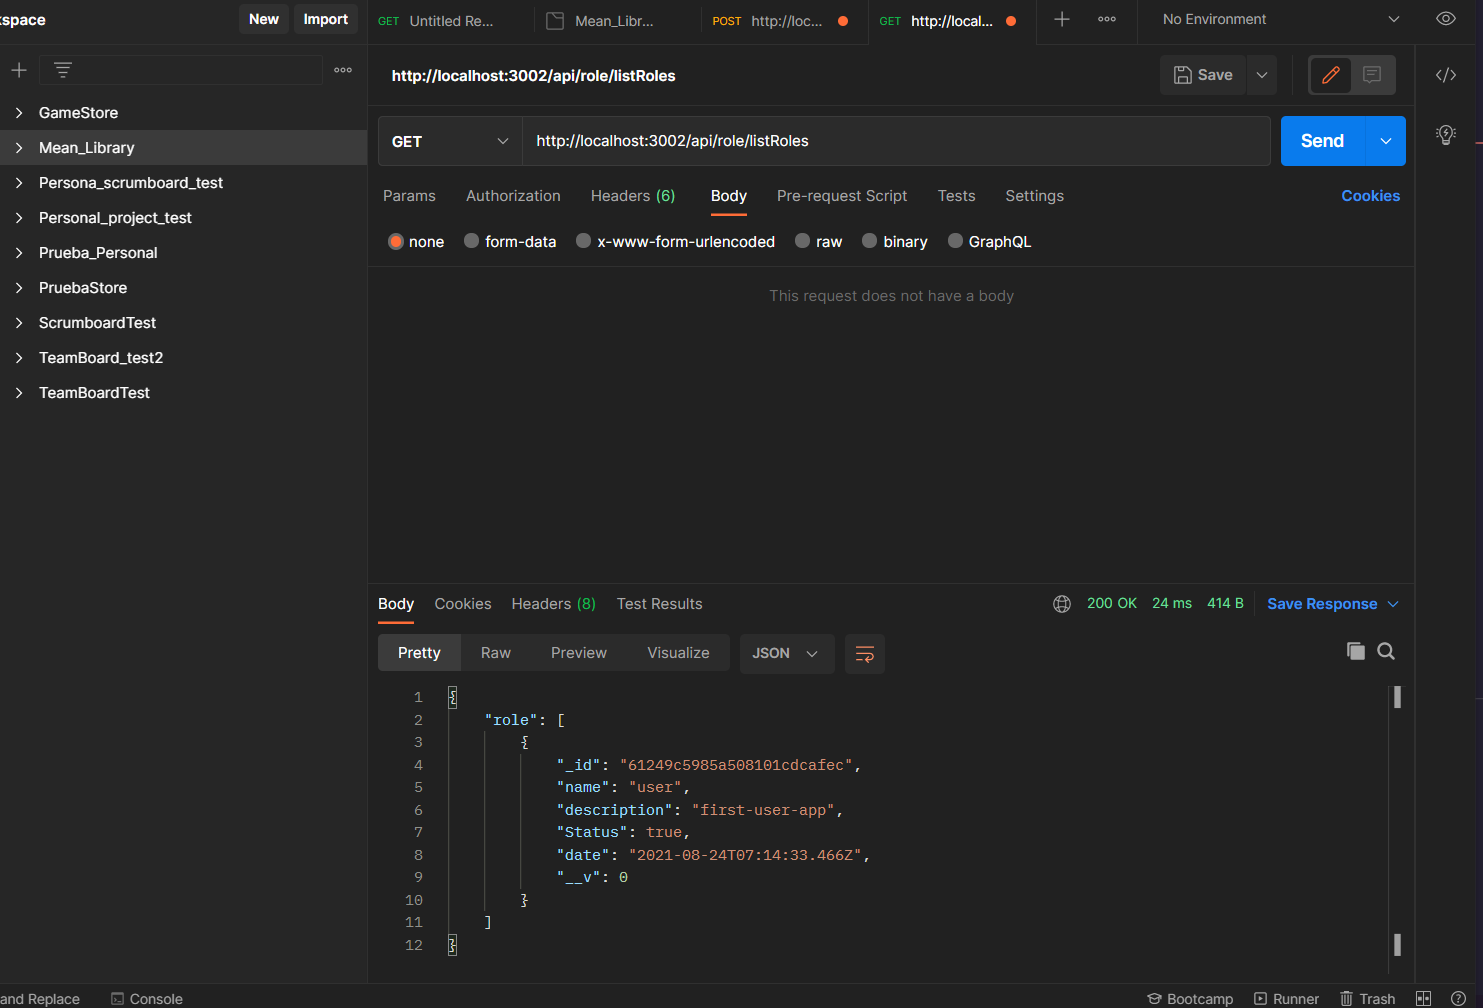 kspace
New
Import
GET Untitled Re...
Mean_Libr...
POST http://loc...
GET http://local...
No Environment
http://localhost:3002/api/role/listRoles
Save
GameStore
Mean_Library
Persona_scrumboard_test
Personal_project_test
Prueba_Personal
PruebaStore
ScrumboardTest
TeamBoard_test2
TeamBoardTest
GET
http://localhost:3002/api/role/listRoles
Send
Params Authorization Headers (6) Body Pre-request Script Tests Settings Cookies
none form-data x-www-form-urlencoded raw binary GraphQL
This request does not have a body
Body Cookies Headers (8) Test Results
200 OK 24 ms 414 B Save Response
Pretty Raw Preview Visualize JSON
1 {
2 "role": [
3 {
4 "_id": "61249c5985a508101cdcafec",
5 "name": "user",
6 "description": "first-user-app",
7 "Status": true,
8 "date": "2021-08-24T07:14:33.466Z",
9 "__v": 0
10 }
11 ]
12 }
and Replace Console Bootcamp Runner Trash